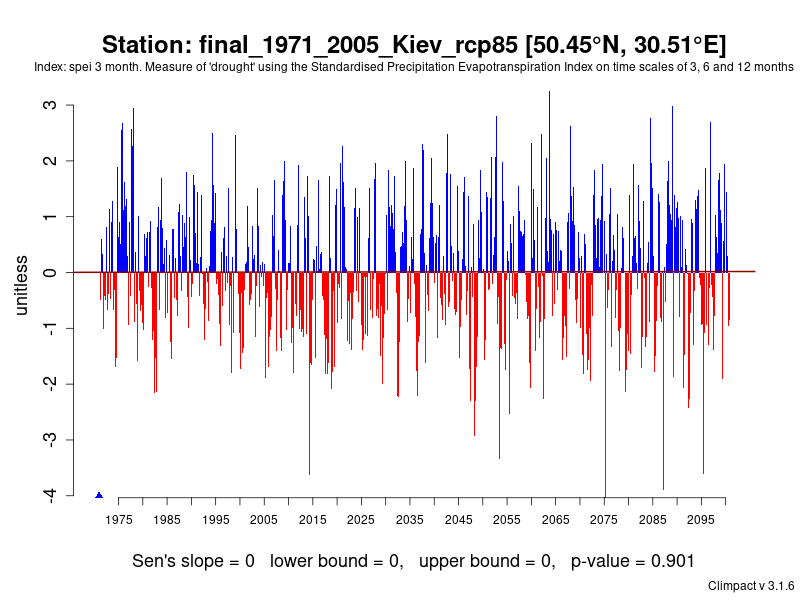 Station: final_1971_2005_Kiev_rcp85 [50.45°N, 30.51°E]
Index: spei 3 month. Measure of 'drought' using the Standardised Precipitation Evapotranspiration Index on time scales of 3, 6 and 12 months
3
2
1
0
-1
-2
-3
-4
unitless
1975 1985 1995 2005 2015 2025 2035 2045 2055 2065 2075 2085 2095
Sen's slope = 0 lower bound = 0, upper bound = 0, p-value = 0.901
Climpact v 3.1.6